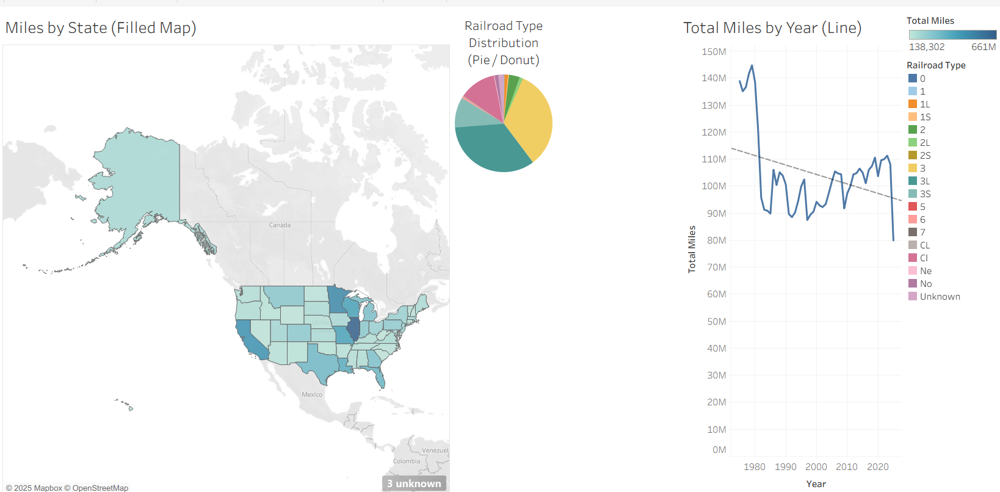 Miles by State (Filled Map)
Canada
United
States
Mexico
Venezuel
Colombia
3 unknown
© 2025 Mapbox © OpenStreetMap
Railroad Type
Distribution
(Pie / Donut)
Total Miles by Year (Line)
150M
140M
130M
120M
110M
100M
90M
80M
70M
60M
50M
40M
30M
20M
10M
0M
Total Miles
1980 1990 2000 2010 2020
Year
Total Miles
138,302 661M
Railroad Type
0
1
1L
1S
2
2L
2S
3
3L
3S
5
6
7
CL
Cl
Ne
No
Unknown